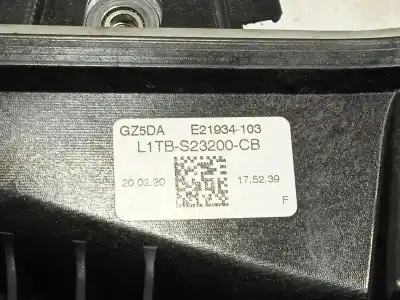 GZ5DA E21934-103
L1TB-S23200-CB
20.02.20 17.52.39
F